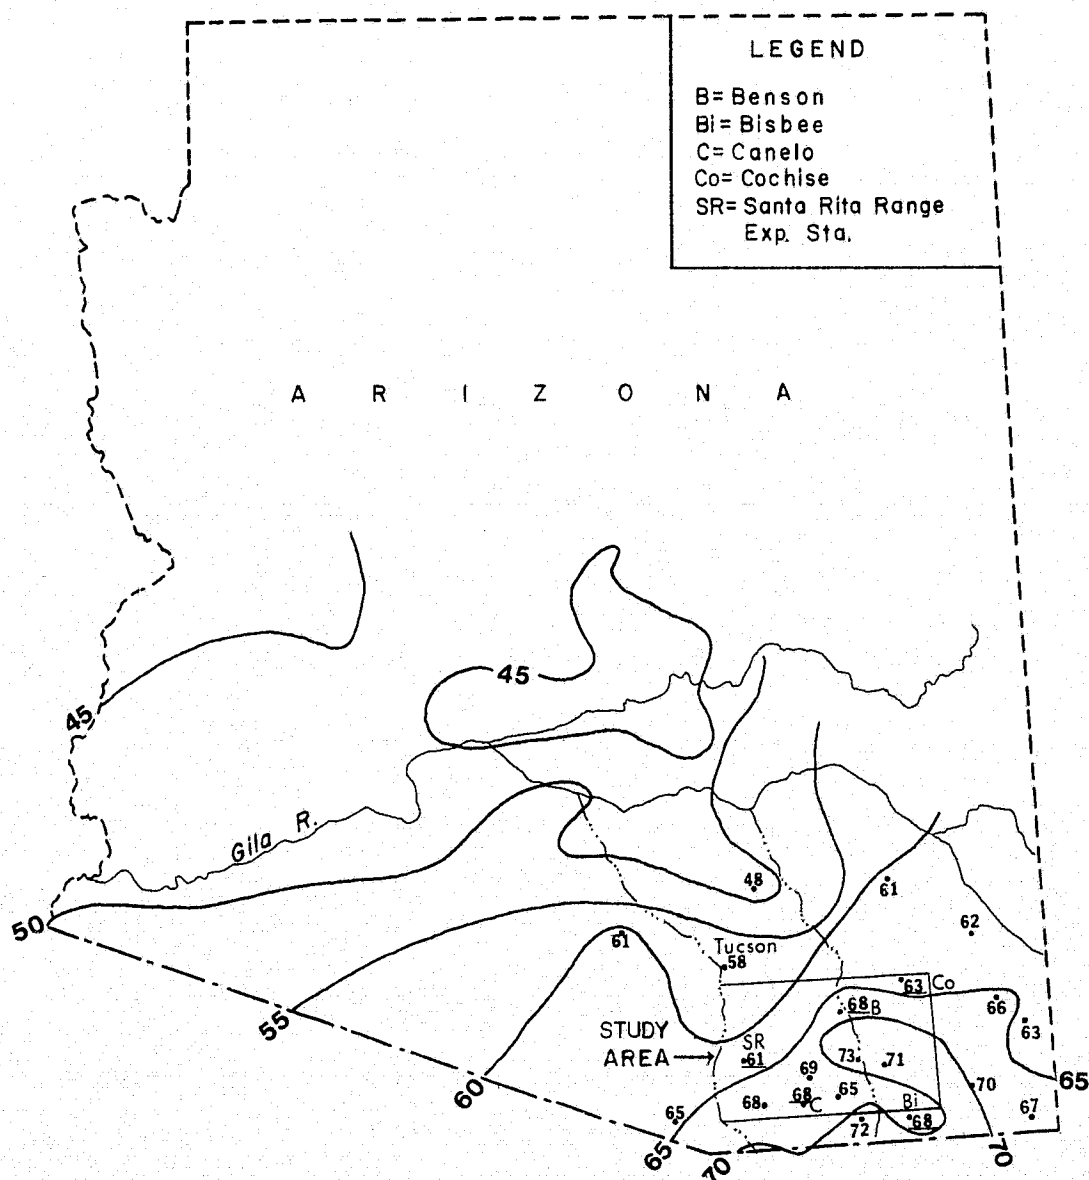 LEGEND
B= Benson
Bi= Bisbee
C= Canelo
Co= Cochise
SR= Santa Rita Range
Exp. Sta.
A R I Z O N A
45
45
Gila R.
48
61
50
61
62
Tucson
58
63 Co
55
68 B
66
63
STUDY
AREA
SR
61
73
71
69
60
65
68
68 C
65
70
67
65
Bi
68
72
65
70
70